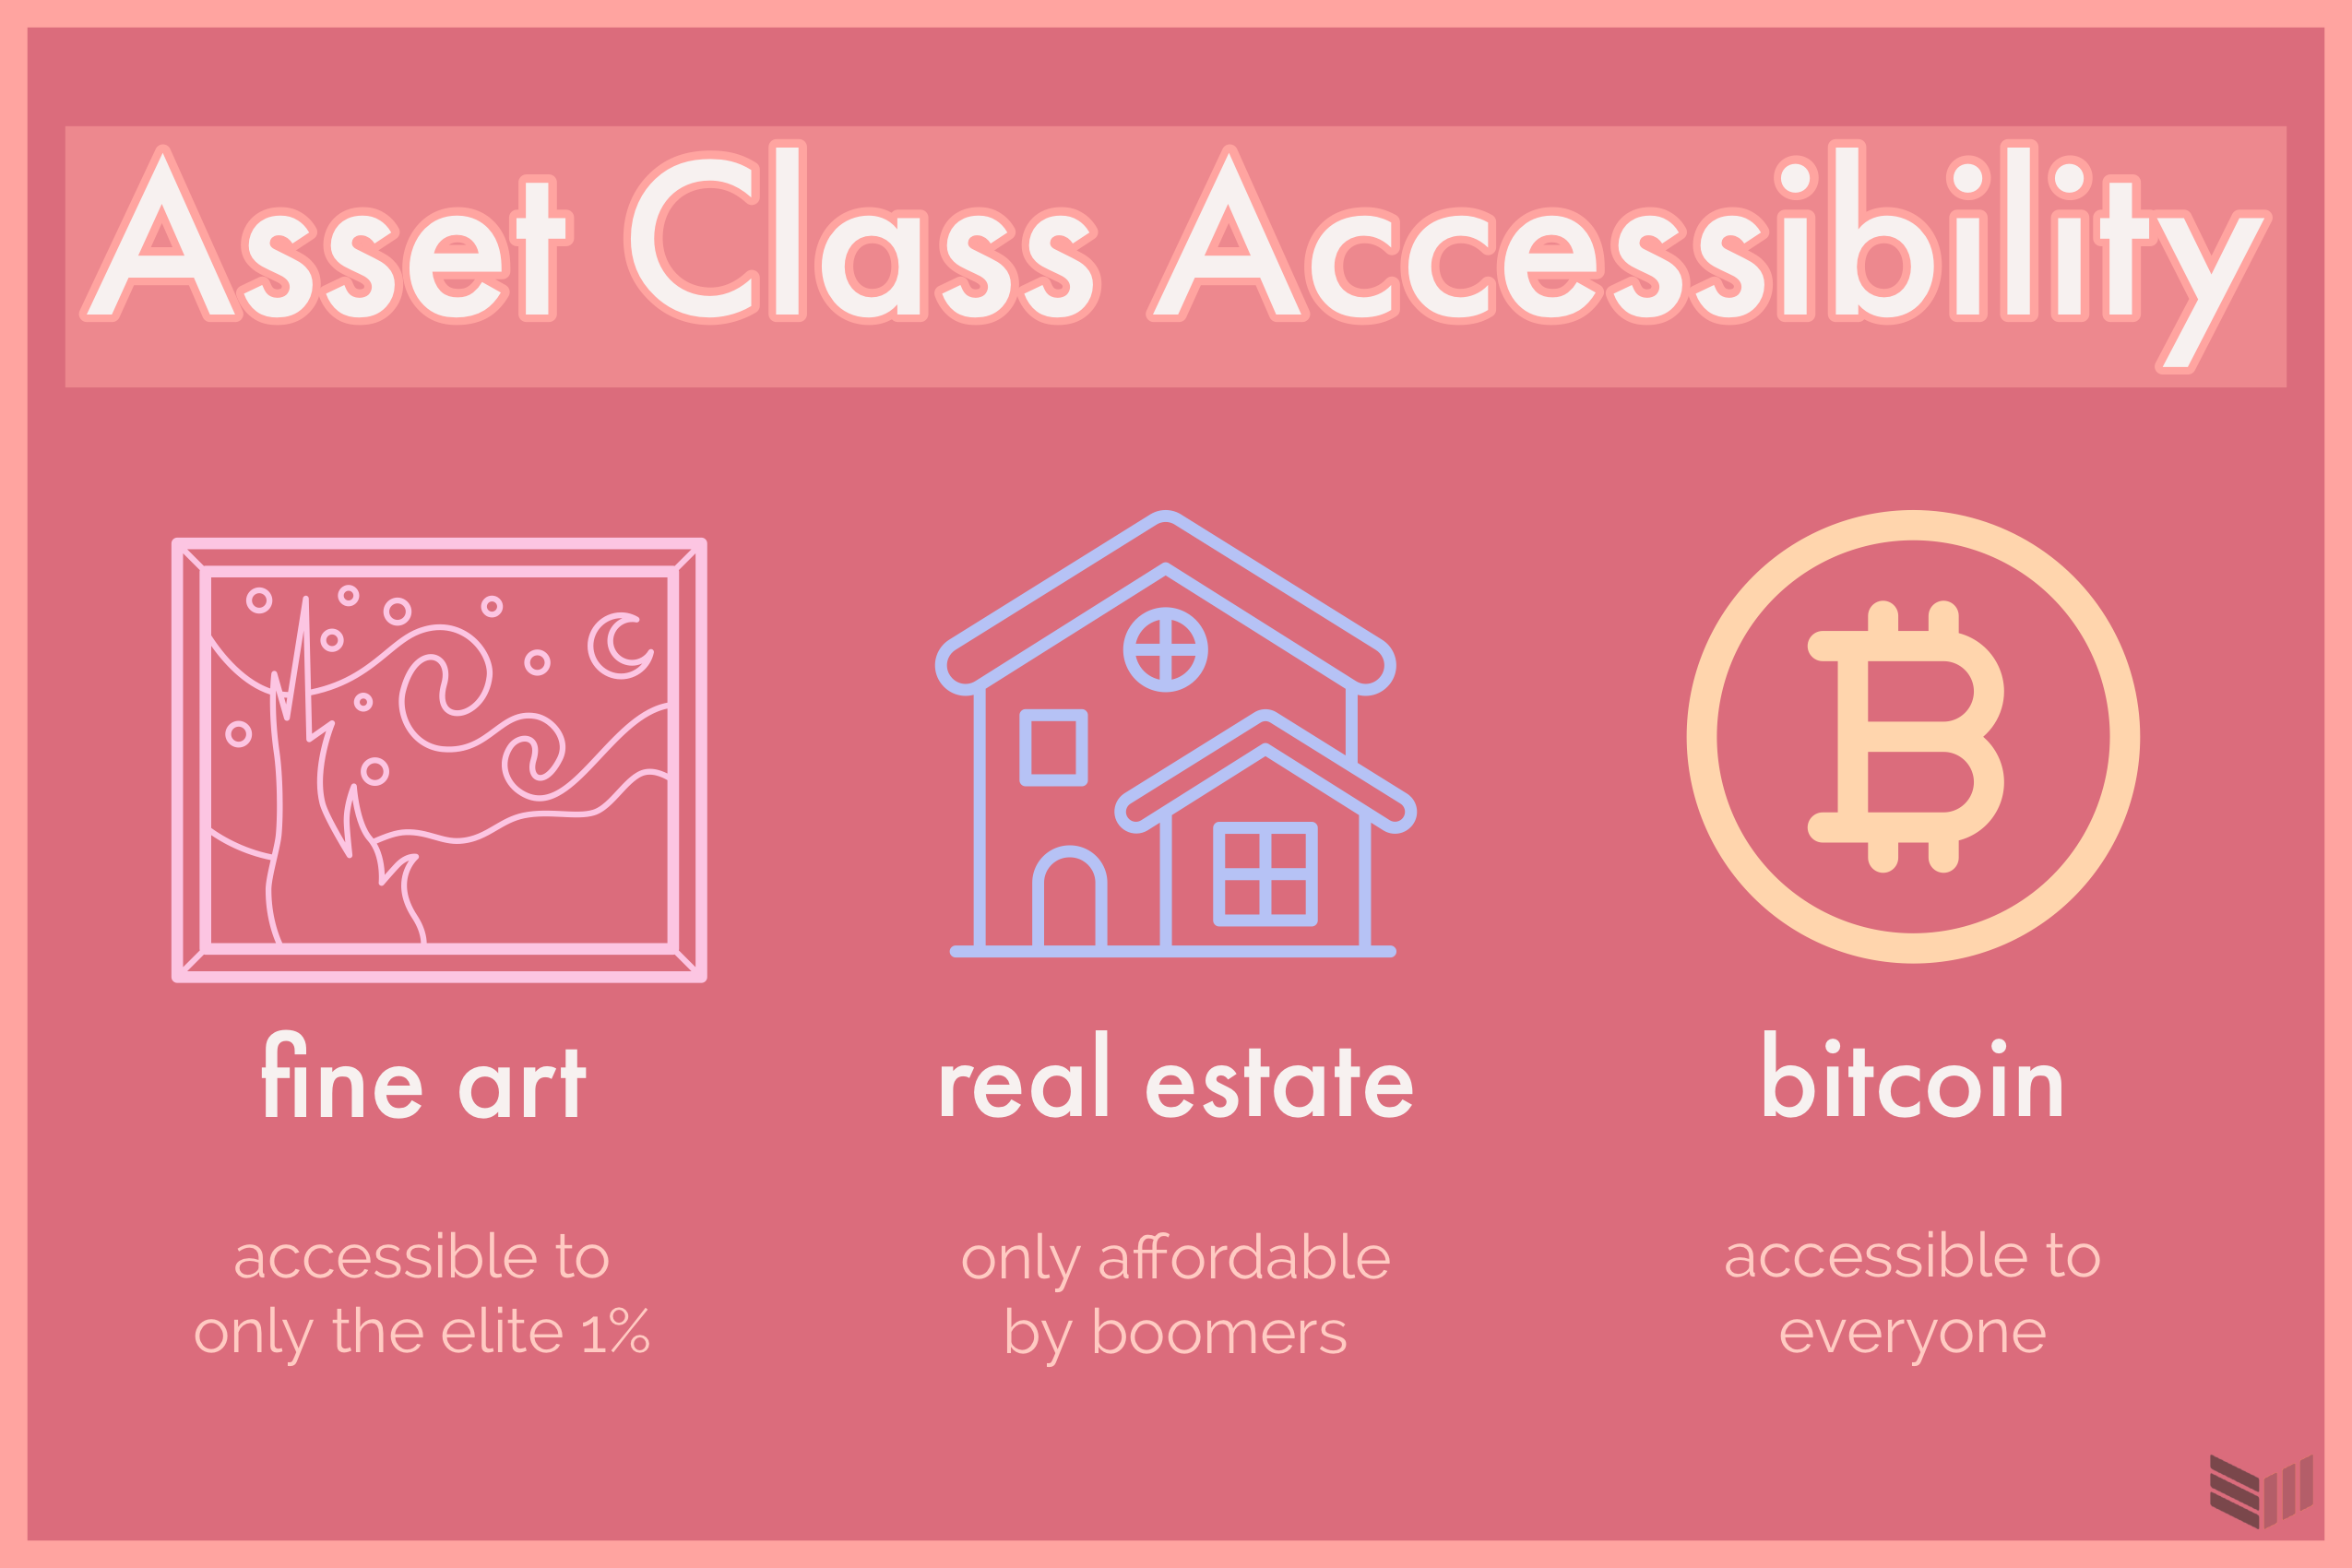 Asset Class Accessibility
fine art
real estate
bitcoin
accessible to
only the elite 1%
only affordable
by boomers
accessible to
everyone